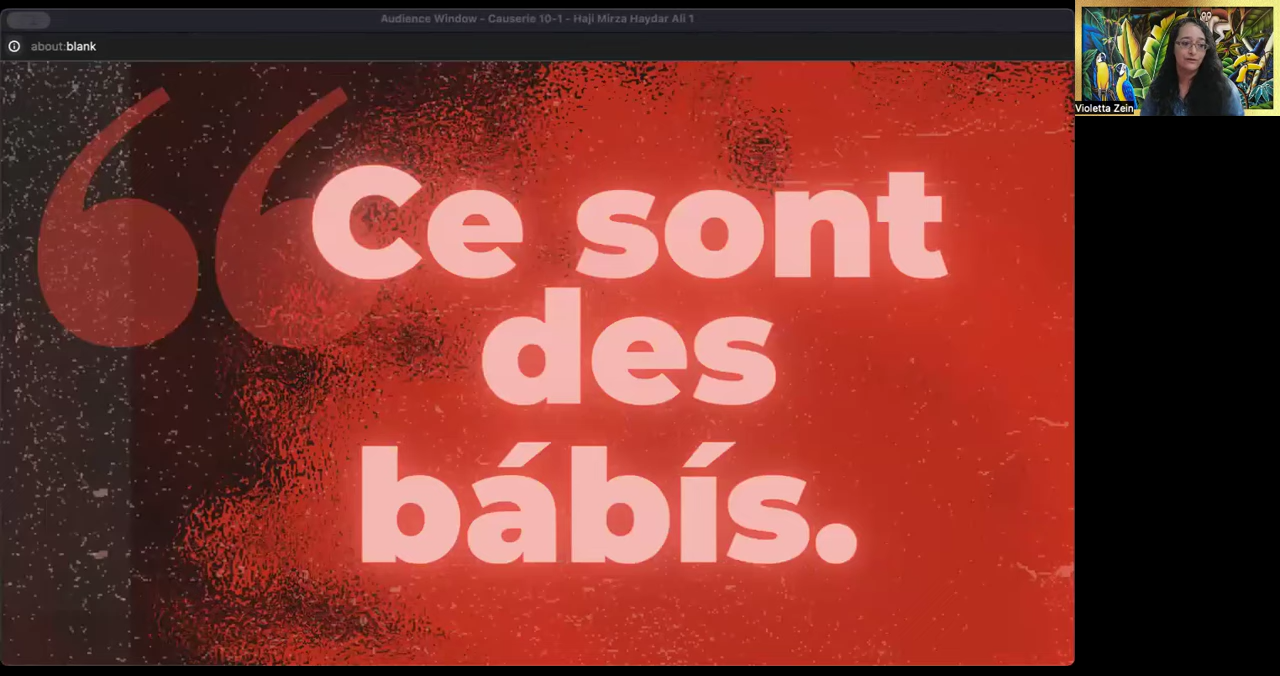 Audience Window - Causerie 10-1 - Haji Mirza Haydar Ali 1
about:blank
“Ce sont
des
bábís.
Violetta Zein